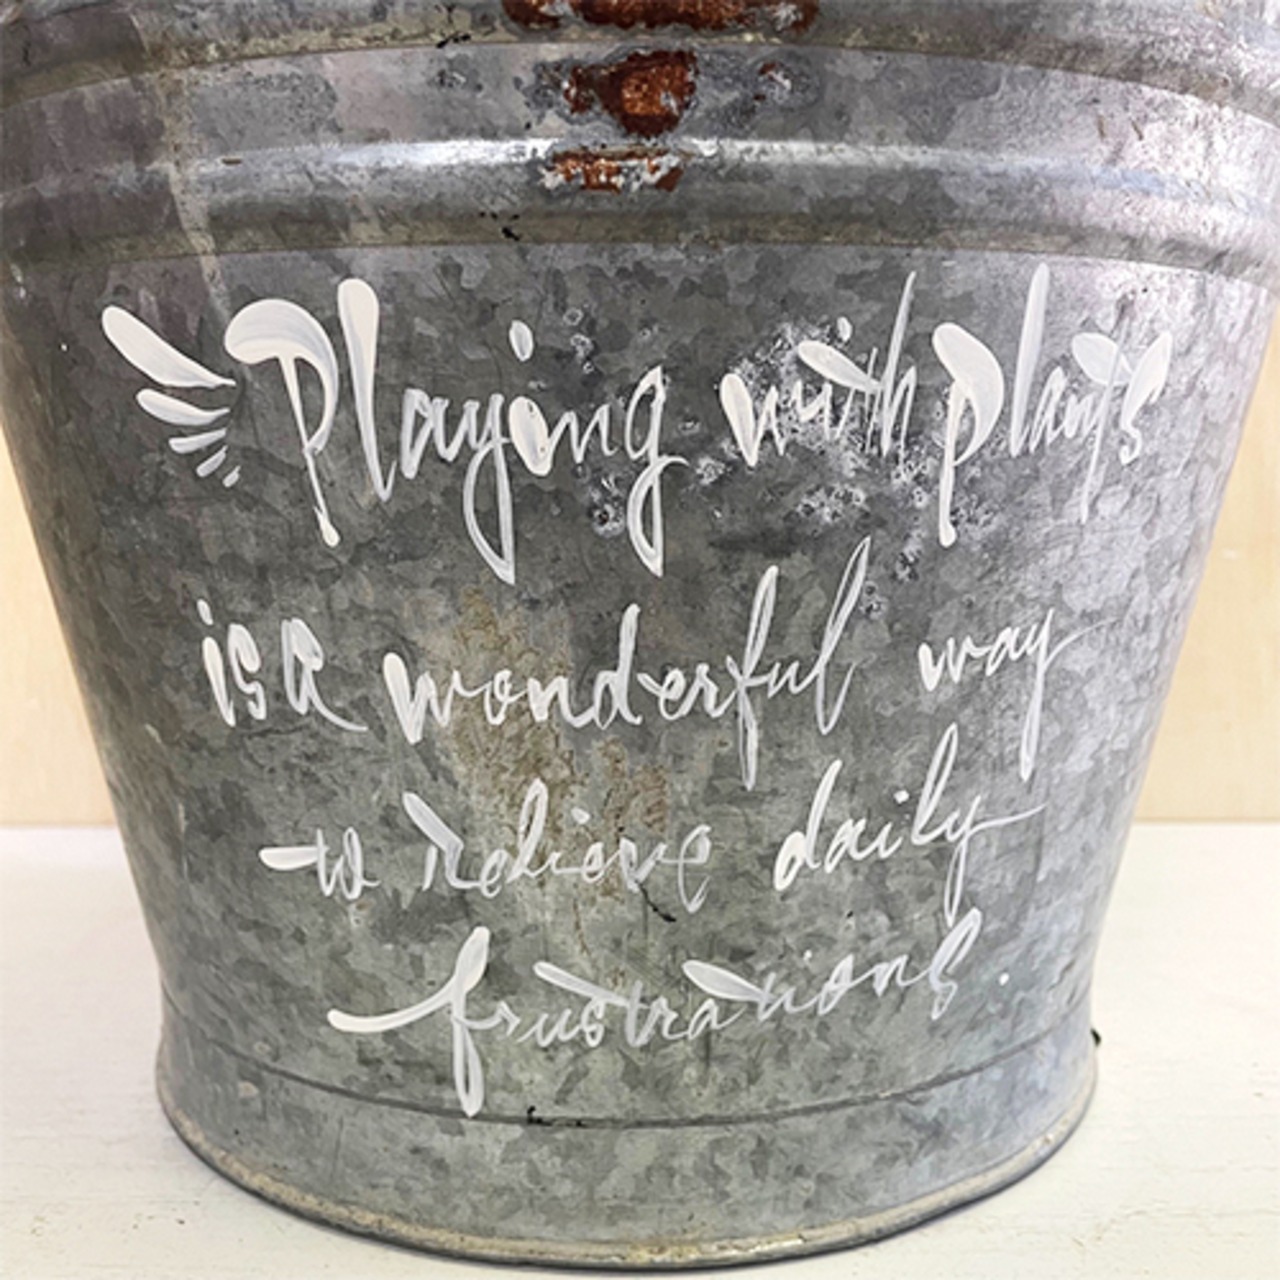 Playing with plants
is a wonderful way
to relieve daily
frustrations.